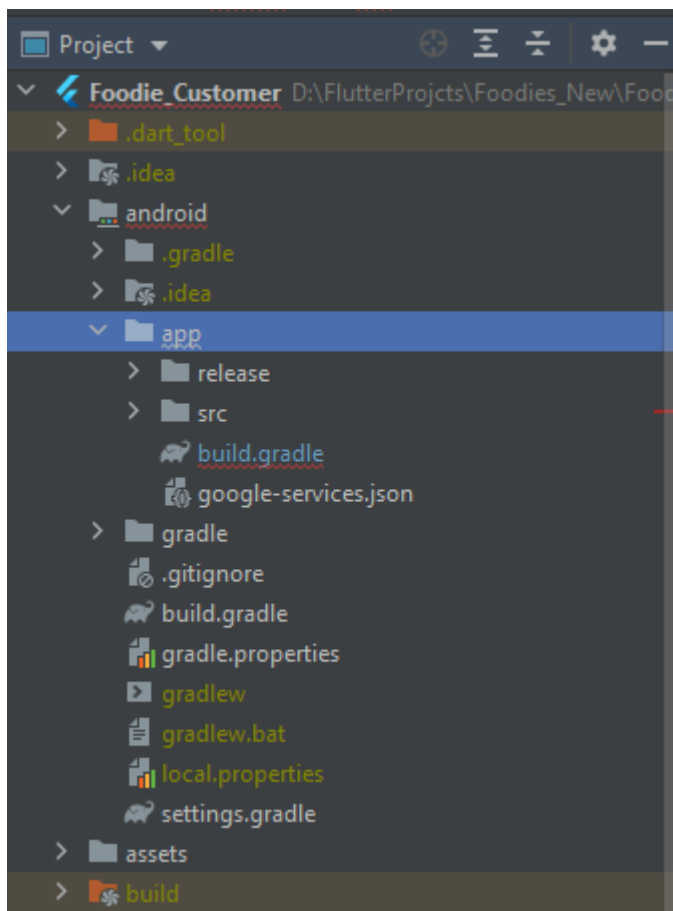 Project
Foodie_Customer D:\FlutterProjcts\Foodies_New\Food
.dart_tool
.idea
android
.gradle
.idea
app
release
src
build.gradle
google-services.json
gradle
.gitignore
build.gradle
gradle.properties
gradlew
gradlew.bat
local.properties
settings.gradle
assets
build